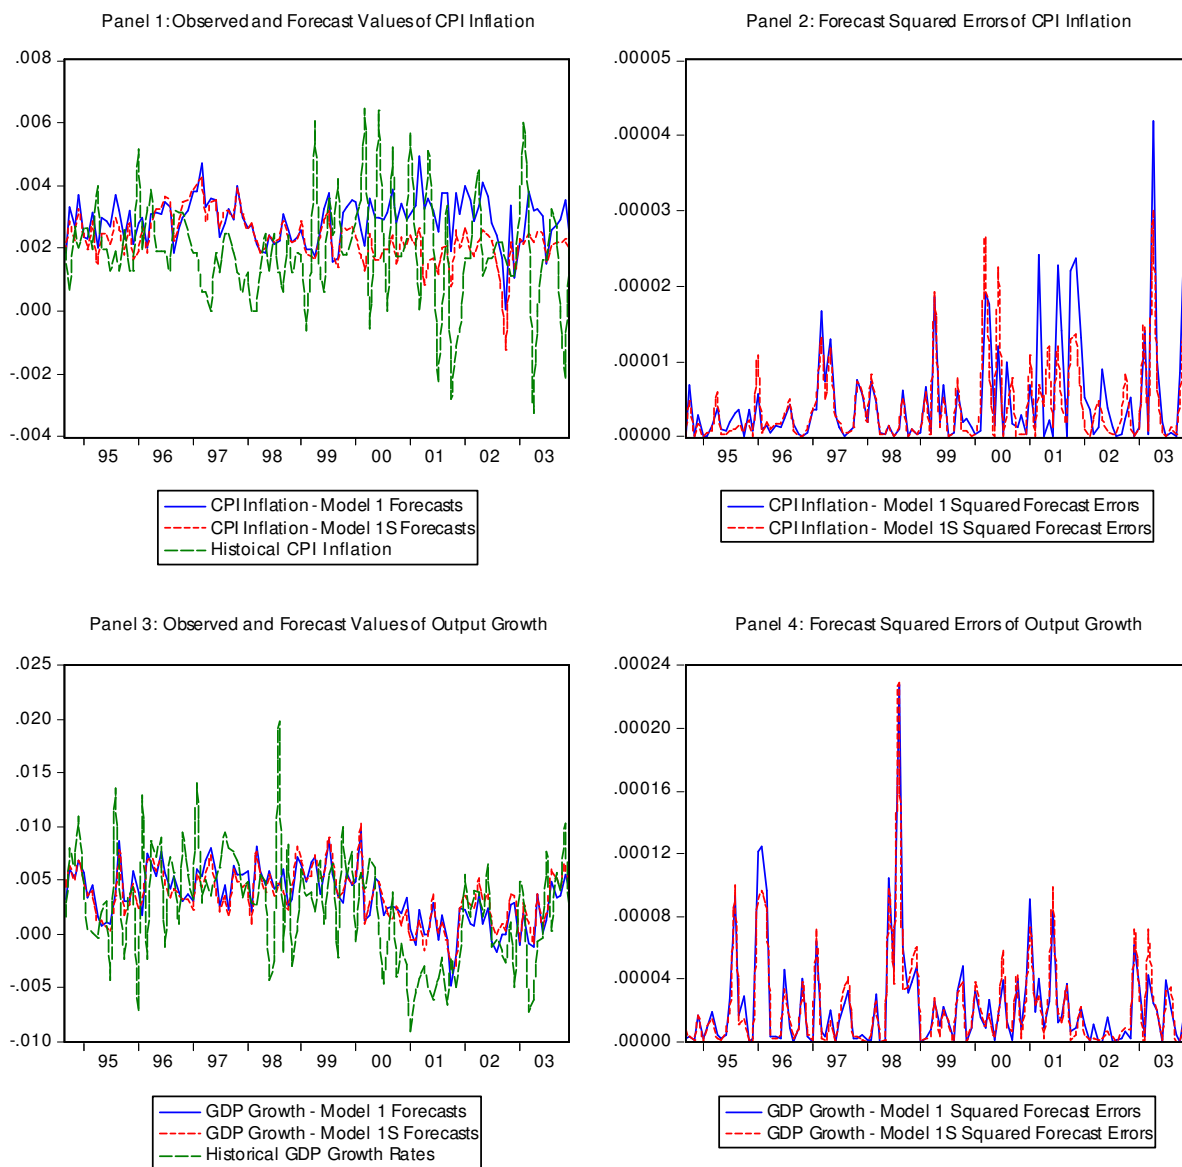 Panel 1: Observed and Forecast Values of CPI Inflation
.008
.006
.004
.002
.000
-.002
-.004
95 96 97 98 99 00 01 02 03
CPI Inflation - Model 1 Forecasts
CPI Inflation - Model 1S Forecasts
Histoical CPI Inflation
Panel 2: Forecast Squared Errors of CPI Inflation
.00005
.00004
.00003
.00002
.00001
.00000
95 96 97 98 99 00 01 02 03
CPI Inflation - Model 1 Squared Forecast Errors
CPI Inflation - Model 1S Squared Forecast Errors
Panel 3: Observed and Forecast Values of Output Growth
.025
.020
.015
.010
.005
.000
-.005
-.010
95 96 97 98 99 00 01 02 03
GDP Growth - Model 1 Forecasts
GDP Growth - Model 1S Forecasts
Historical GDP Growth Rates
Panel 4: Forecast Squared Errors of Output Growth
.00024
.00020
.00016
.00012
.00008
.00004
.00000
95 96 97 98 99 00 01 02 03
GDP Growth - Model 1 Squared Forecast Errors
GDP Growth - Model 1S Squared Forecast Errors